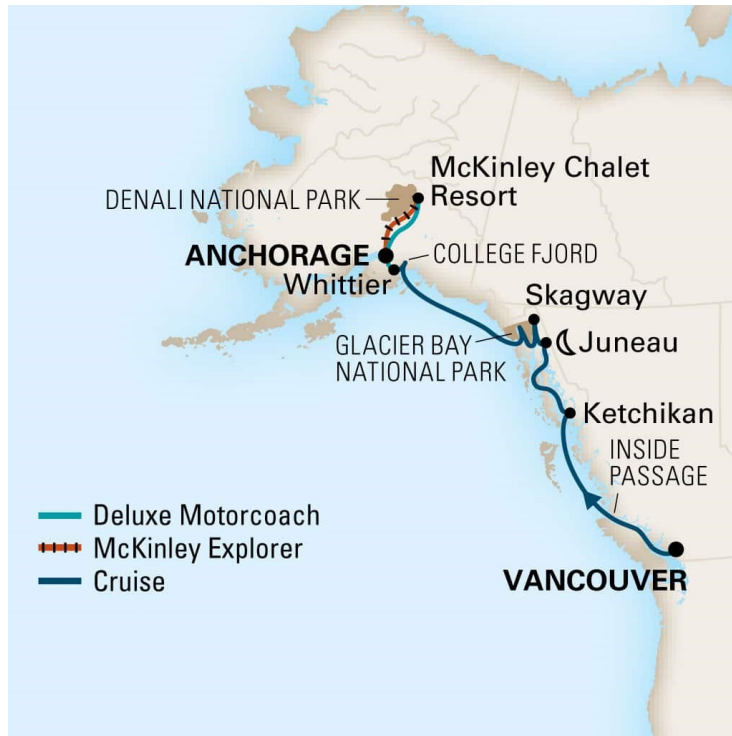 McKinley Chalet
Resort
DENALI NATIONAL PARK
ANCHORAGE
COLLEGE FJORD
Whittier
Skagway
GLACIER BAY
NATIONAL PARK
Juneau
Ketchikan
INSIDE
PASSAGE
Deluxe Motorcoach
McKinley Explorer
Cruise
VANCOUVER